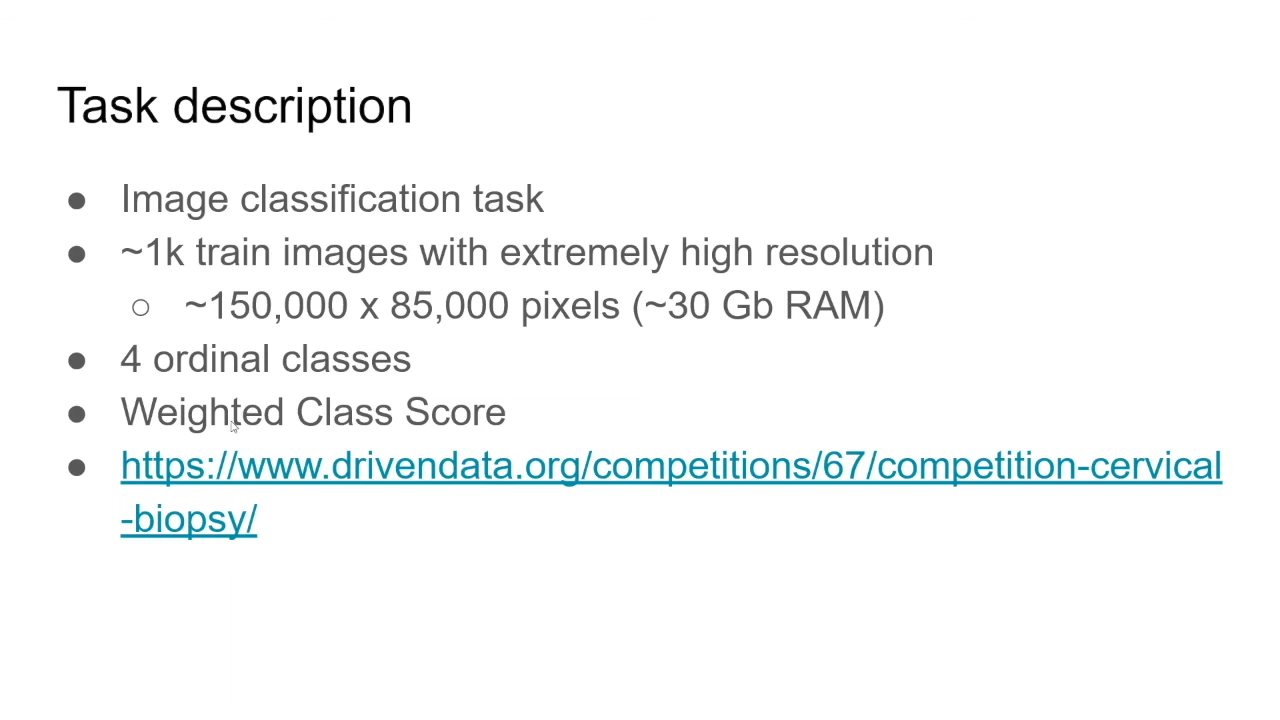 Task description
● Image classification task
● ~1k train images with extremely high resolution
○ ~150,000 x 85,000 pixels (~30 Gb RAM)
● 4 ordinal classes
● Weighted Class Score
● https://www.drivendata.org/competitions/67/competition-cervical
-biopsy/